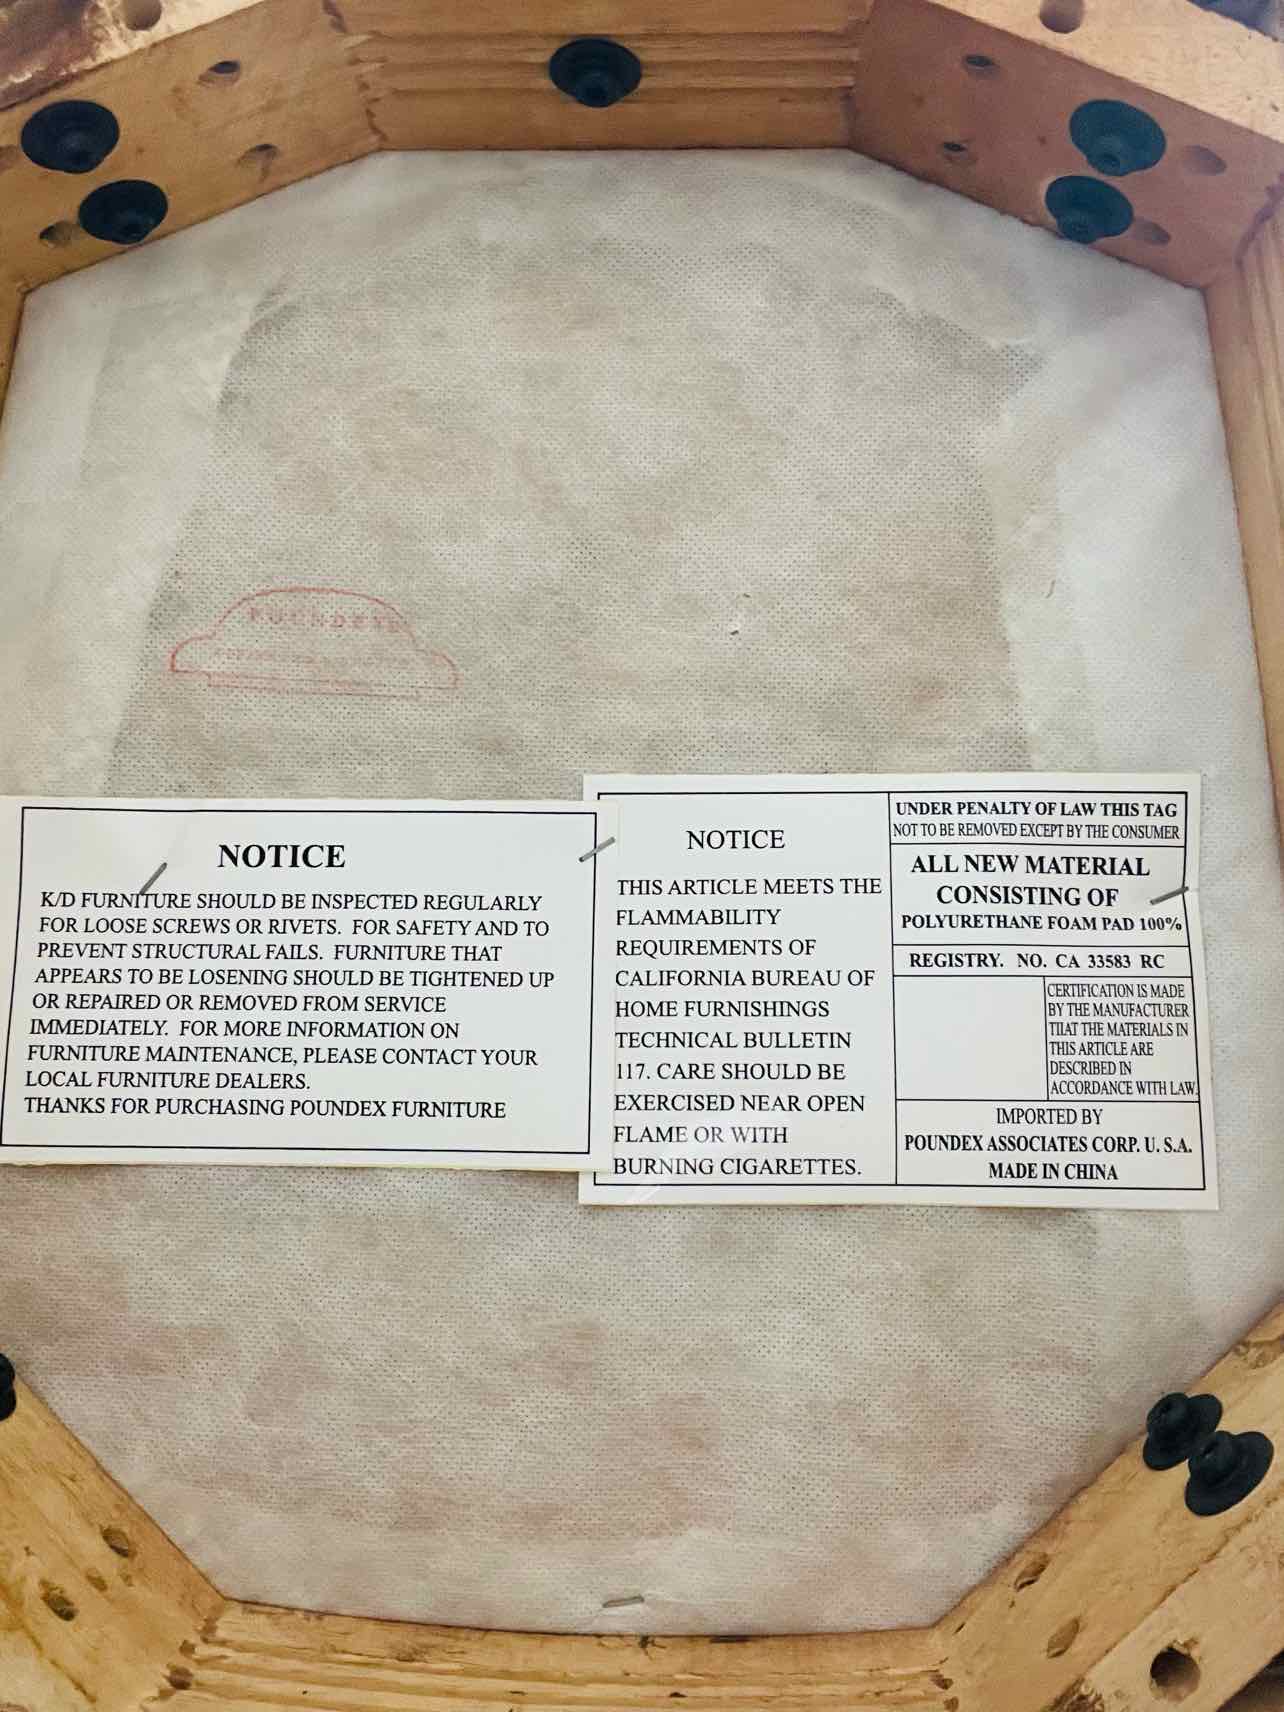 POUNDEX
NOTICE
K/D FURNITURE SHOULD BE INSPECTED REGULARLY
FOR LOOSE SCREWS OR RIVETS. FOR SAFETY AND TO
PREVENT STRUCTURAL FAILS. FURNITURE THAT
APPEARS TO BE LOSENING SHOULD BE TIGHTENED UP
OR REPAIRED OR REMOVED FROM SERVICE
IMMEDIATELY. FOR MORE INFORMATION ON
FURNITURE MAINTENANCE, PLEASE CONTACT YOUR
LOCAL FURNITURE DEALERS.
THANKS FOR PURCHASING POUNDEX FURNITURE
NOTICE
THIS ARTICLE MEETS THE
FLAMMABILITY
REQUIREMENTS OF
CALIFORNIA BUREAU OF
HOME FURNISHINGS
TECHNICAL BULLETIN
117. CARE SHOULD BE
EXERCISED NEAR OPEN
FLAME OR WITH
BURNING CIGARETTES.
UNDER PENALTY OF LAW THIS TAG
NOT TO BE REMOVED EXCEPT BY THE CONSUMER
ALL NEW MATERIAL
CONSISTING OF
POLYURETHANE FOAM PAD 100%
REGISTRY. NO. CA 33583 RC
CERTIFICATION IS MADE
BY THE MANUFACTURER
TIIAT THE MATERIALS IN
THIS ARTICLE ARE
DESCRIBED IN
ACCORDANCE WITH LAW.
IMPORTED BY
POUNDEX ASSOCIATES CORP. U. S.A.
MADE IN CHINA